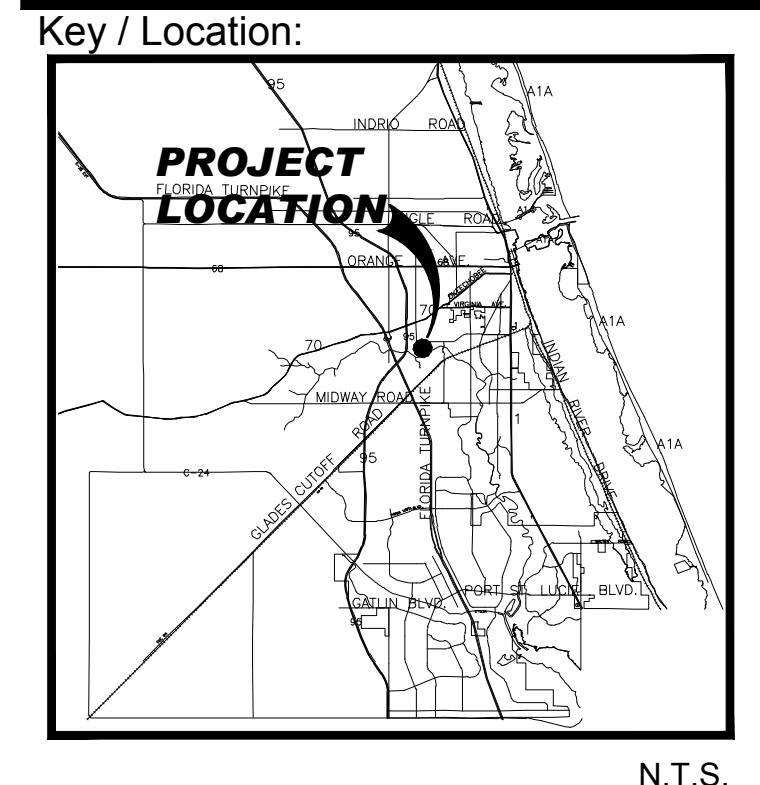 Key / Location:
95
A1A
INDRIO ROAD
PROJECT
FLORIDA TURNPIKE
LOCATION
ROAD
95
ORANGE AVE.
68
68
OKEECHOBEE
70
VIRGINIA AVE.
A1A
95
70
INDIAN RIVER DRIVE
MIDWAY ROAD
FLORIDA TURNPIKE
1
GLADES CUTOFF ROAD
A1A
95
C-24
PORT ST. LUCIE BLVD.
GATLIN BLVD.
95
N.T.S.